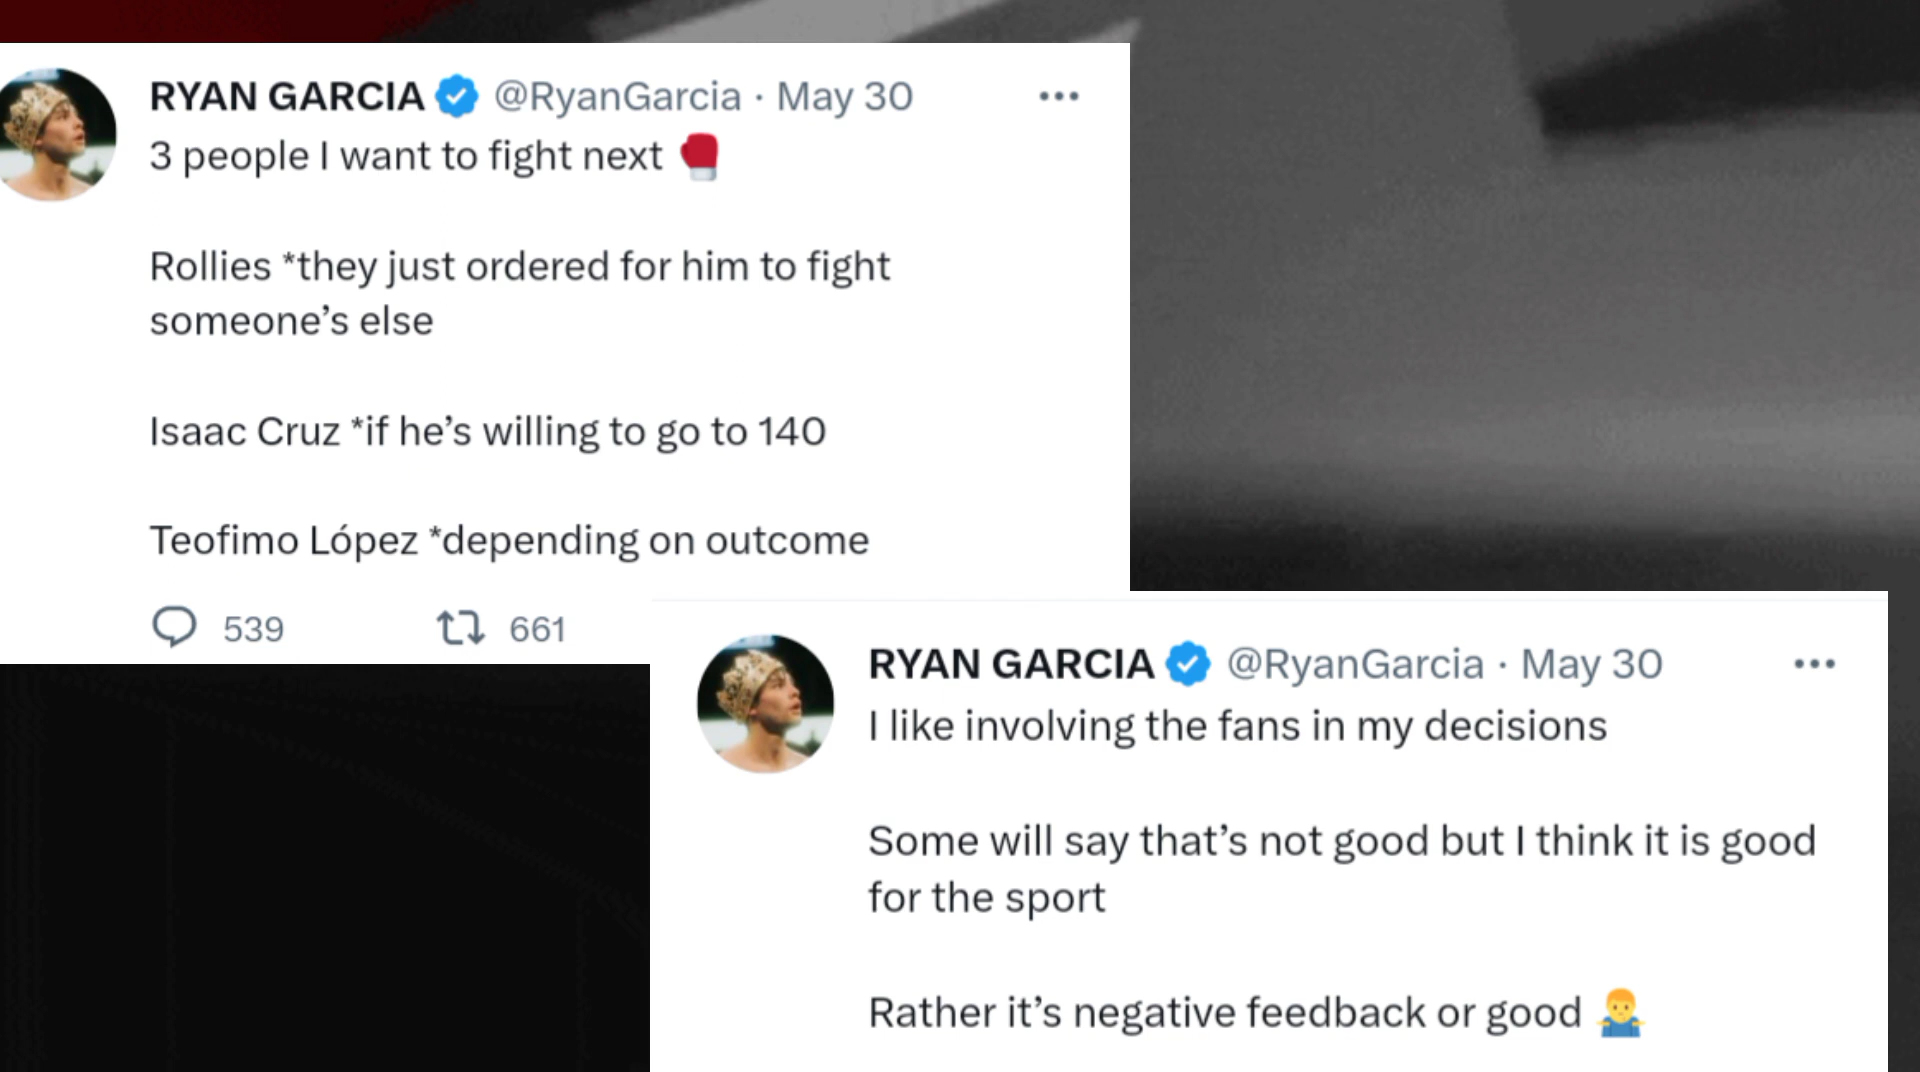 RYAN GARCIA @RyanGarcia · May 30
3 people I want to fight next 🥊
Rollies *they just ordered for him to fight
someone’s else
Isaac Cruz *if he’s willing to go to 140
Teofimo López *depending on outcome
539 661
RYAN GARCIA @RyanGarcia · May 30
I like involving the fans in my decisions
Some will say that’s not good but I think it is good
for the sport
Rather it’s negative feedback or good 🤷‍♂️